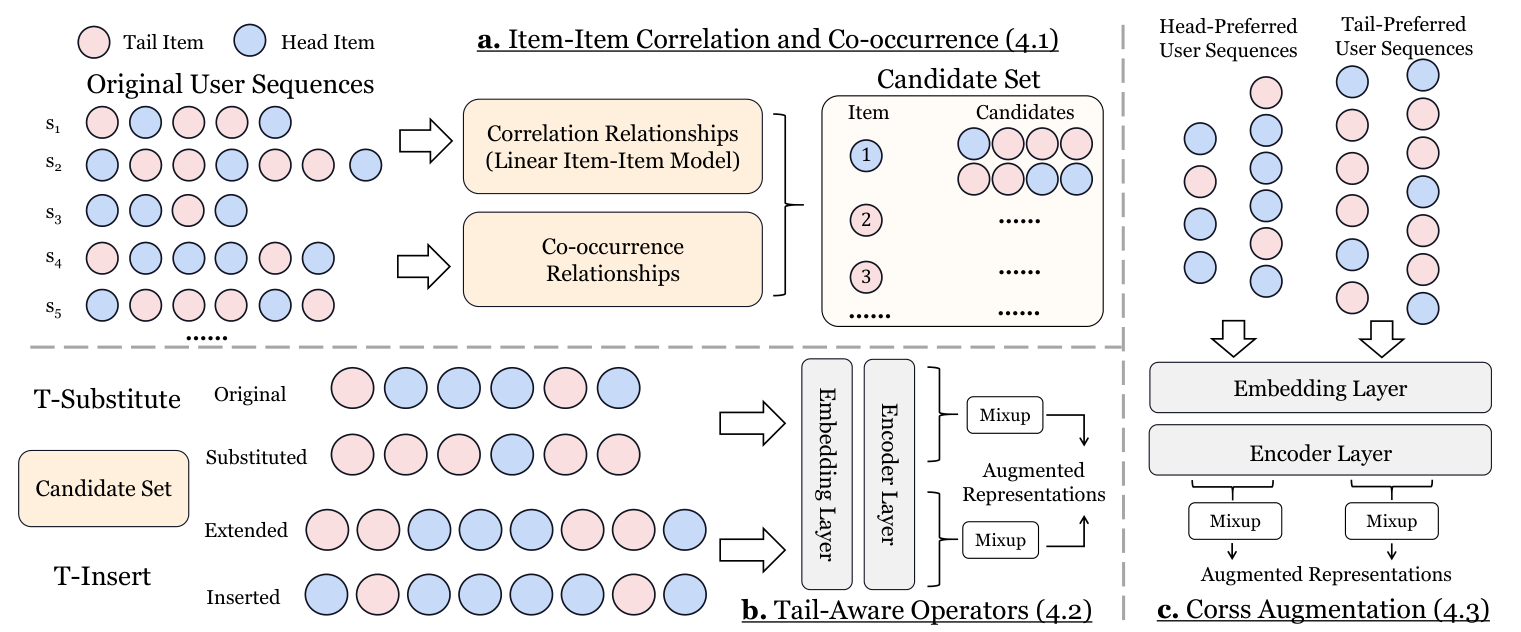 Tail Item
Head Item
a. Item-Item Correlation and Co-occurrence (4.1)
Original User Sequences
s1
s2
s3
s4
s5
......
Correlation Relationships
(Linear Item-Item Model)
Co-occurrence
Relationships
Candidate Set
Item
Candidates
1
2
......
3
......
......
......
T-Substitute
Candidate Set
T-Insert
Original
Substituted
Extended
Inserted
Embedding Layer
Encoder Layer
Mixup
Augmented
Representations
Mixup
b. Tail-Aware Operators (4.2)
Head-Preferred
User Sequences
Tail-Preferred
User Sequences
Embedding Layer
Encoder Layer
Mixup
Mixup
Augmented Representations
c. Corss Augmentation (4.3)